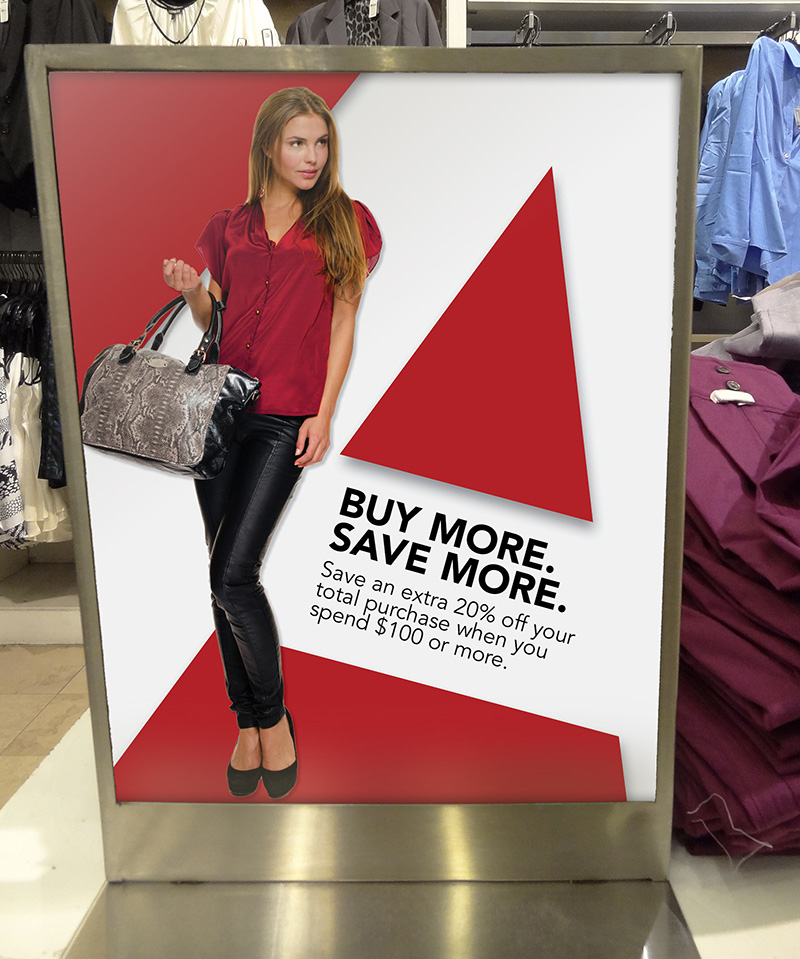 BUY MORE.
SAVE MORE.
Save an extra 20% off your
total purchase when you
spend $100 or more.